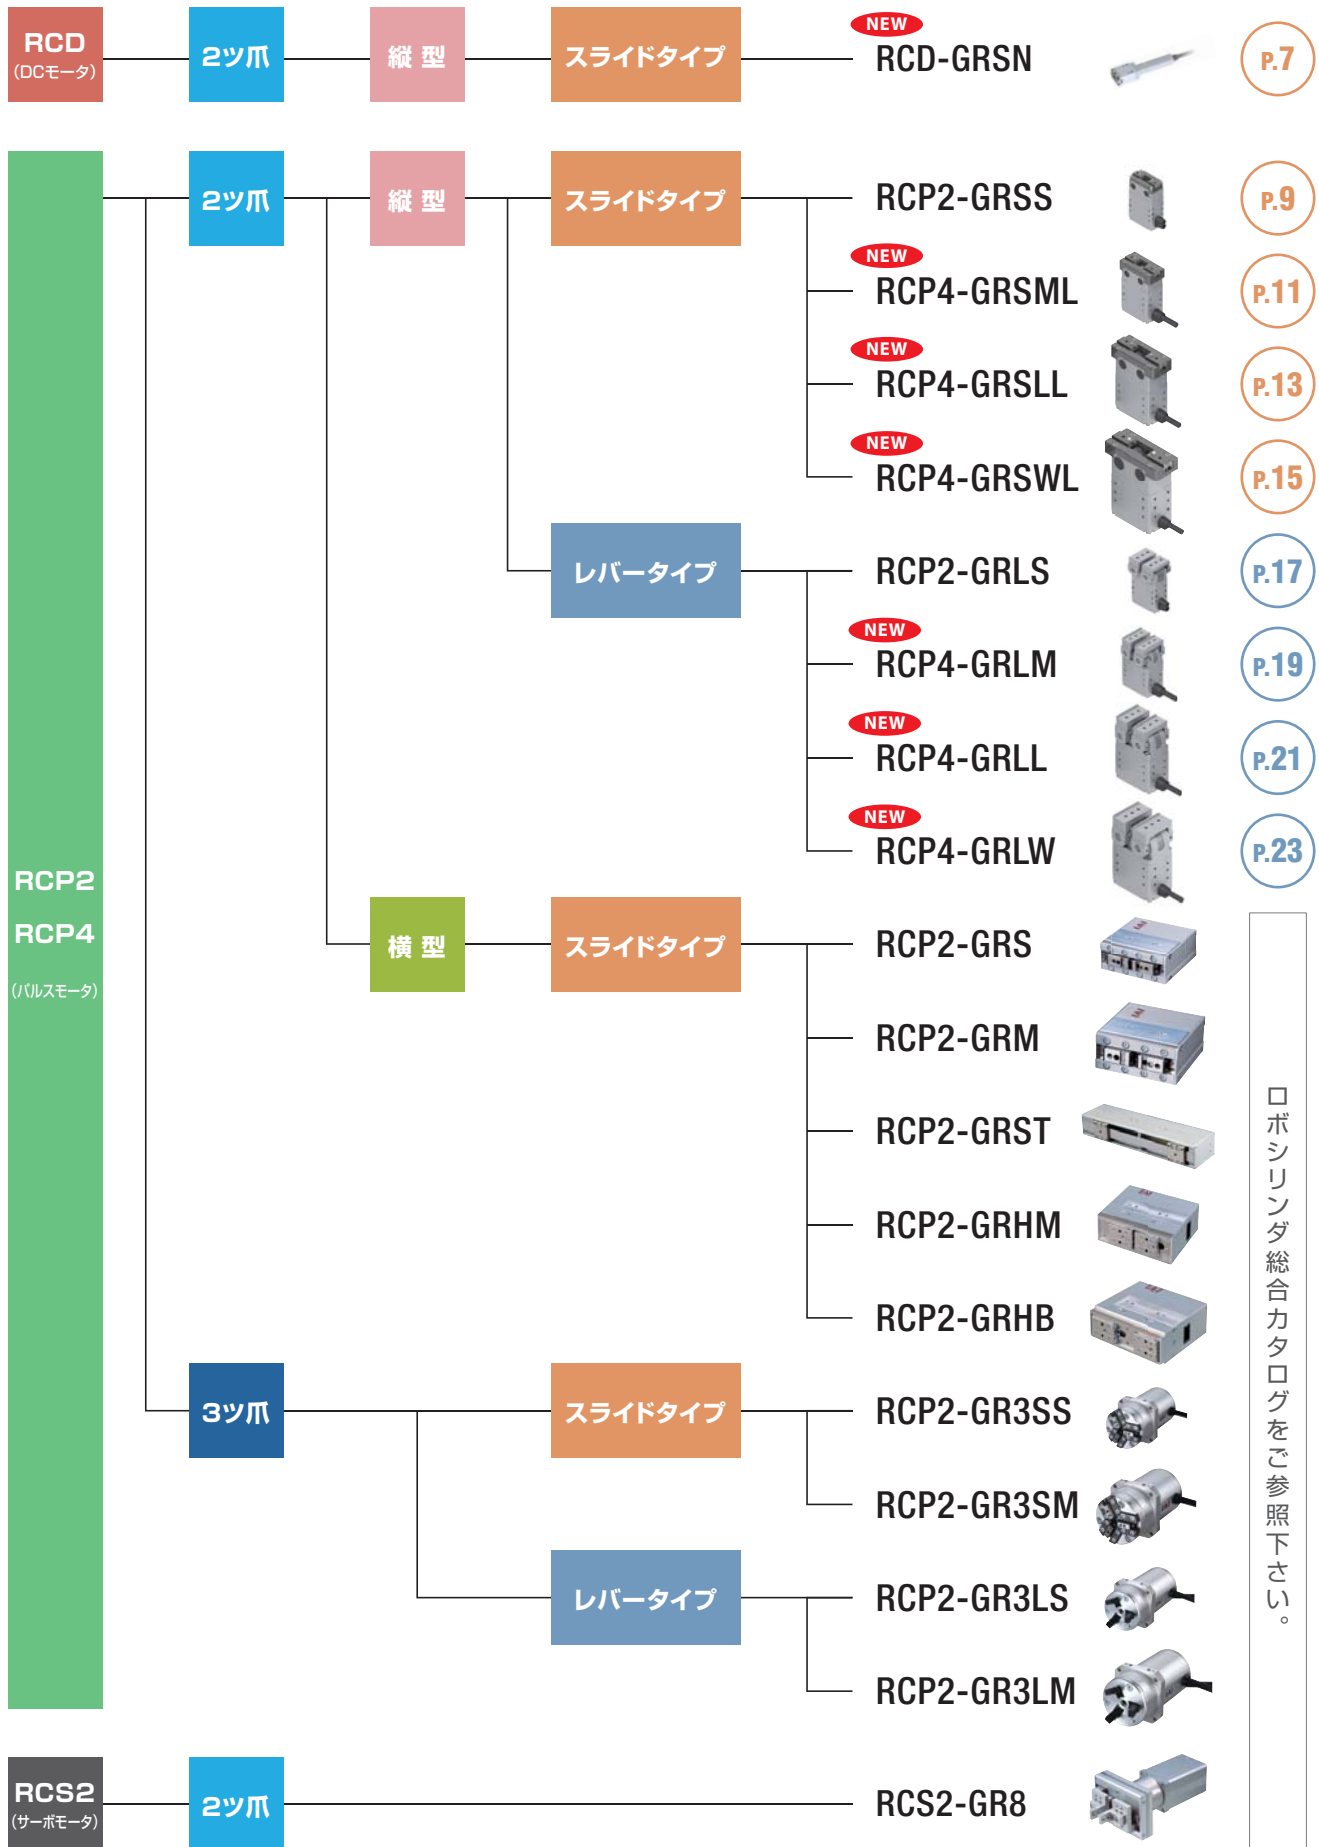 RCD
(DCモータ)
2ツ爪
縦 型
スライドタイプ
NEW
RCD-GRSN
P.7
RCP2
RCP4
(パルスモータ)
2ツ爪
縦 型
スライドタイプ
RCP2-GRSS
P.9
NEW
RCP4-GRSML
P.11
NEW
RCP4-GRSLL
P.13
NEW
RCP4-GRSWL
P.15
レバータイプ
RCP2-GRLS
P.17
NEW
RCP4-GRLM
P.19
NEW
RCP4-GRLL
P.21
NEW
RCP4-GRLW
P.23
横 型
スライドタイプ
RCP2-GRS
RCP2-GRM
RCP2-GRST
RCP2-GRHM
RCP2-GRHB
3ツ爪
スライドタイプ
RCP2-GR3SS
RCP2-GR3SM
レバータイプ
RCP2-GR3LS
RCP2-GR3LM
ロボシリンダ総合カタログをご参照下さい。
RCS2
(サーボモータ)
2ツ爪
RCS2-GR8